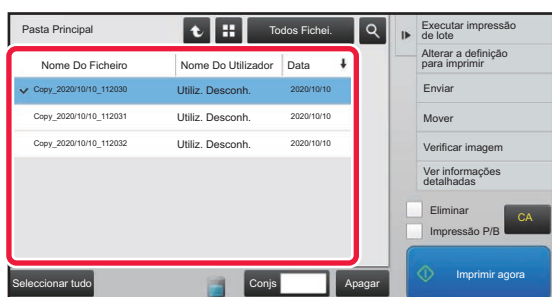 Pasta Principal
Todos Fichei.
Nome Do Ficheiro
Nome Do Utilizador
Data
Copy_2020/10/10_112030
Utiliz. Desconh.
2020/10/10
Copy_2020/10/10_112031
Utiliz. Desconh.
2020/10/10
Copy_2020/10/10_112032
Utiliz. Desconh.
2020/10/10
Seleccionar tudo
Conjs
Apagar
Executar impressão
de lote
Alterar a definição
para imprimir
Enviar
Mover
Verificar imagem
Ver informações
detalhadas
Eliminar
Impressão P/B
CA
Imprimir agora